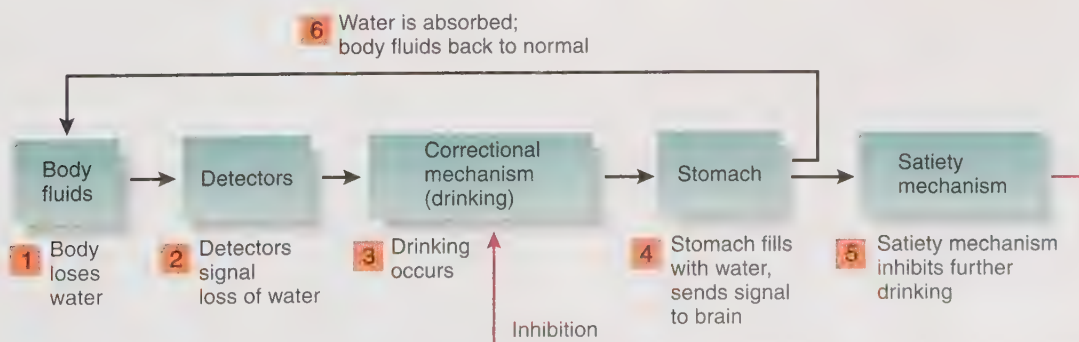 6 Water is absorbed;
body fluids back to normal
Body
fluids
Detectors
Correctional
mechanism
(drinking)
Stomach
Satiety
mechanism
1 Body
loses
water
2 Detectors
signal
loss of water
3 Drinking
occurs
4 Stomach fills
with water,
sends signal
to brain
5 Satiety mechanism
inhibits further
drinking
Inhibition